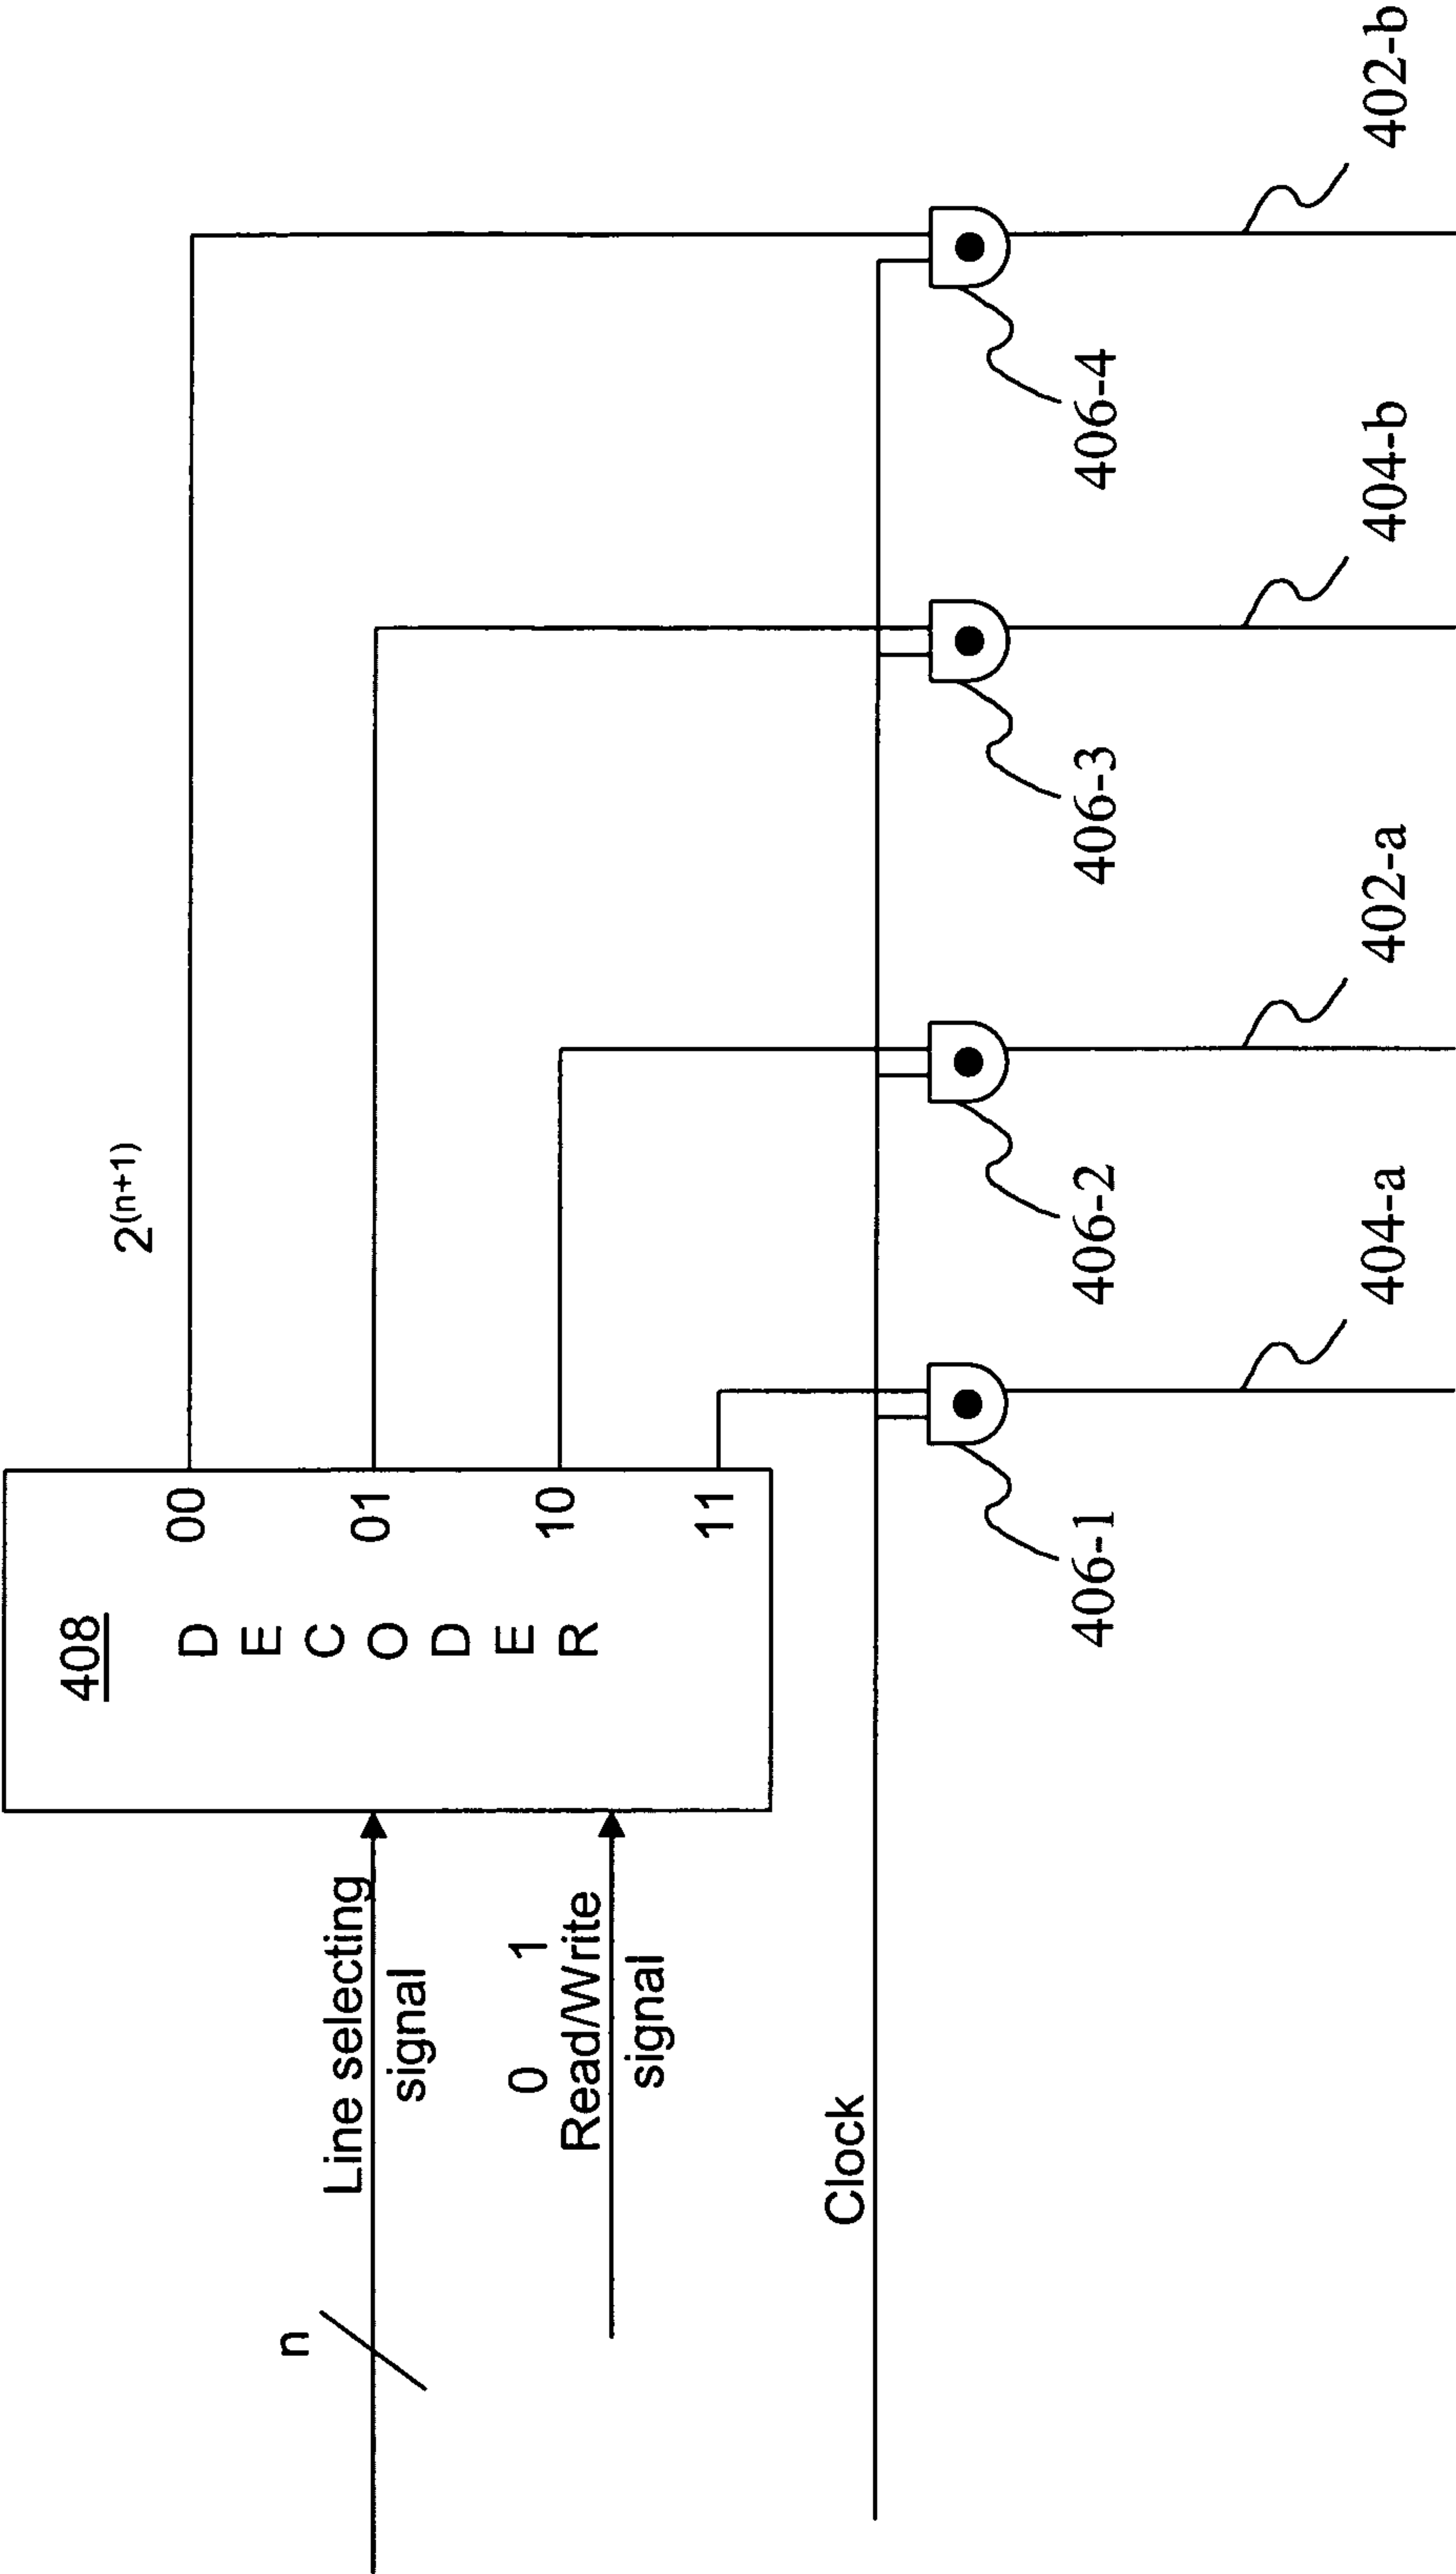 2(n+1)
408
DECODER
00
01
10
11
n
Line selecting
signal
0 1
Read/Write
signal
Clock
406-1
406-2
406-3
406-4
404-a
402-a
404-b
402-b